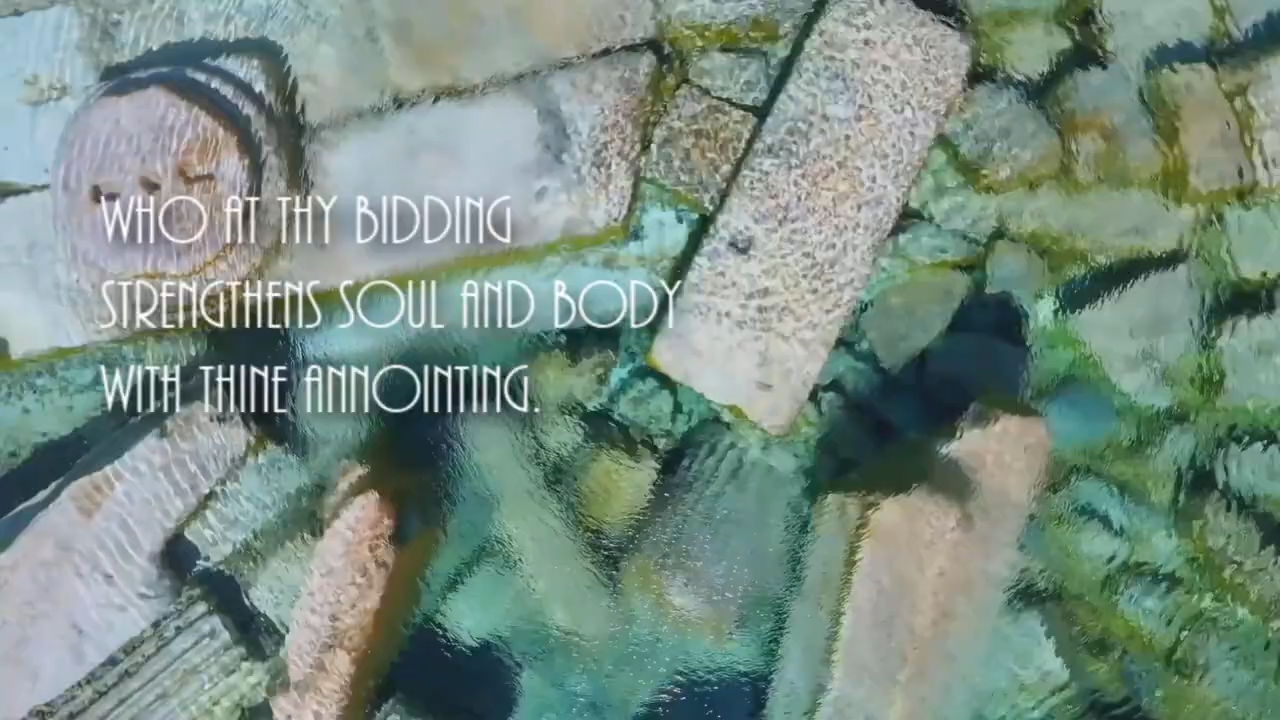 WHO AT THY BIDDING
STRENGTHENS SOUL AND BODY
WITH THINE ANNOINTING.